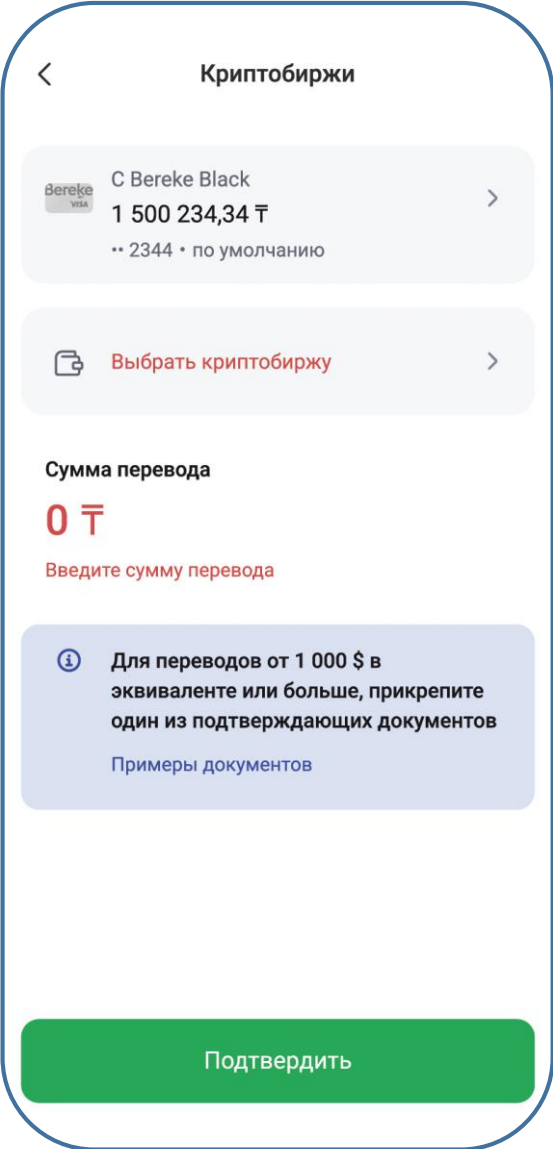 Криптобиржи
С Bereke Black
Bereke
VISA
1 500 234,34 ₸
•• 2344 • по умолчанию
Выбрать криптобиржу
Сумма перевода
0 ₸
Введите сумму перевода
Для переводов от 1 000 $ в
эквиваленте или больше, прикрепите
один из подтверждающих документов
Примеры документов
Подтвердить